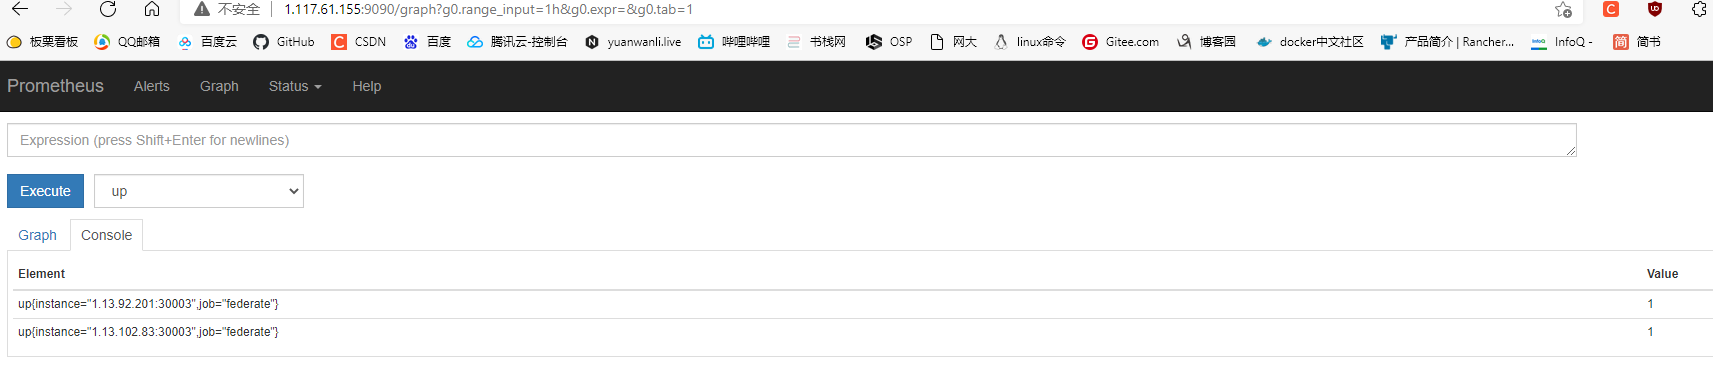 不安全 1.117.61.155:9090/graph?g0.range_input=1h&g0.expr=&g0.tab=1
板栗看板 QQ邮箱 百度云 GitHub CSDN 百度 腾讯云-控制台 yuanwanli.live 哔哩哔哩 书栈网 OSP 网大 linux命令 Gitee.com 博客园 docker中文社区 产品简介 | Rancher... InfoQ - 简书
Prometheus Alerts Graph Status Help
Expression (press Shift+Enter for newlines)
Execute up
Graph Console
Element Value
up{instance="1.13.92.201:30003",job="federate"} 1
up{instance="1.13.102.83:30003",job="federate"} 1